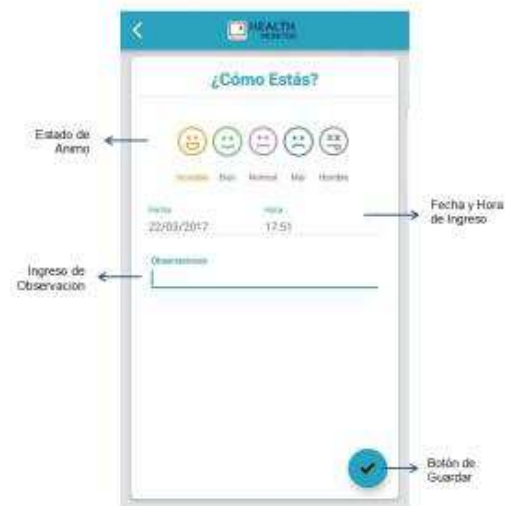 HEALTH
MONITOR
¿Cómo Estás?
Estado de
Animo
Increíble Bien Normal Mal Horrible
Fecha Hora
22/03/2017 17:51
Fecha y Hora
de Ingreso
Observaciones
Ingreso de
Observacion
Botón de
Guardar